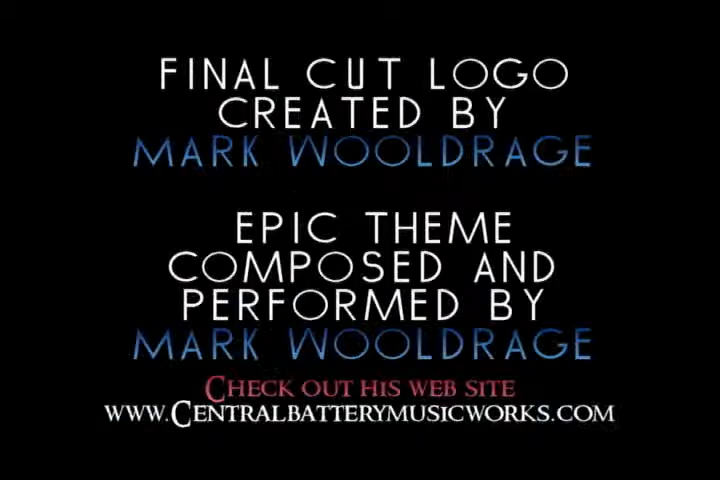 FINAL CUT LOGO
CREATED BY
MARK WOOLDRAGE
EPIC THEME
COMPOSED AND
PERFORMED BY
MARK WOOLDRAGE
CHECK OUT HIS WEB SITE
WWW.CENTRALBATTERYMUSICWORKS.COM